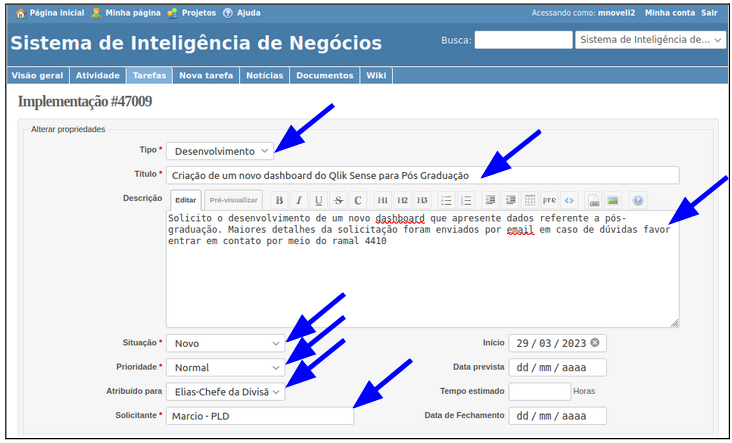 Página inicial Minha página Projetos Ajuda Acessando como: mnoveli2 Minha conta Sair
Sistema de Inteligência de Negócios Busca: Sistema de Inteligência de...
Visão geral Atividade Tarefas Nova tarefa Notícias Documentos Wiki
Implementação #47009
Alterar propriedades
Tipo * Desenvolvimento
Título * Criação de um novo dashboard do Qlik Sense para Pós Graduação
Descrição Editar Pré-visualizar B I U S C H1 H2 H3 pre
Solicito o desenvolvimento de um novo dashboard que apresente dados referente a pós-
graduação. Maiores detalhes da solicitação foram enviados por email em caso de dúvidas favor
entrar em contato por meio do ramal 4410
Situação * Novo Início 29/03/2023
Prioridade * Normal Data prevista dd/mm/aaaa
Atribuído para Elias-Chefe da Divisã Tempo estimado Horas
Solicitante * Marcio - PLD Data de Fechamento dd/mm/aaaa